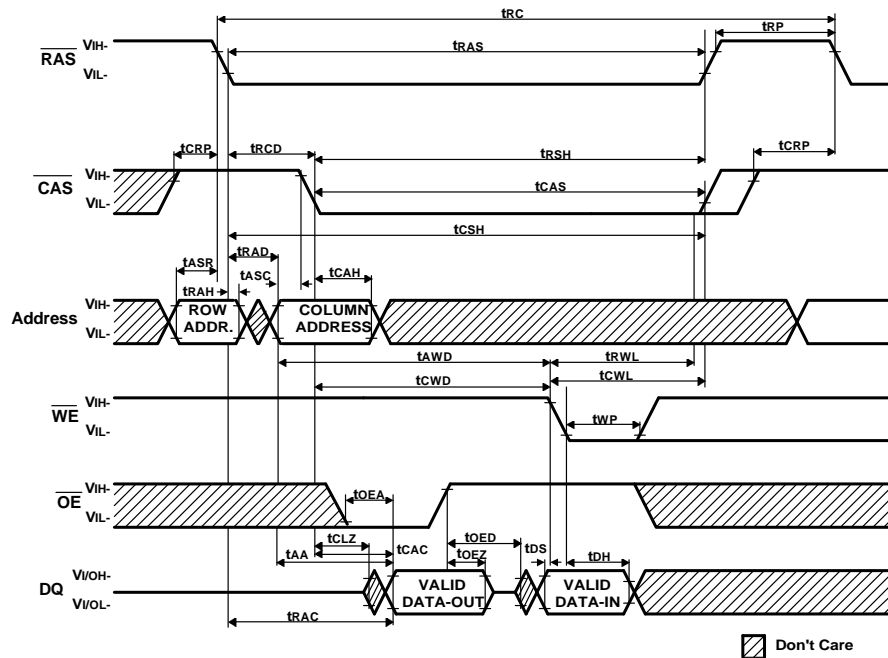 tRC
tRP
RAS VIH- tRAS
VIL-
tCRP tRCD tRSH tCRP
CAS VIH- tCAS
VIL-
tCSH
tASR tRAD
tRAH tASC tCAH
Address VIH- ROW ADDR. COLUMN ADDRESS
VIL-
tAWD tRWL
tCWD tCWL
WE VIH- tWP
VIL-
OE VIH- tOEA
VIL-
tCLZ tOED
tAA tCAC tOEZ tDS tDH
DQ VI/OH- VALID DATA-OUT VALID DATA-IN
VI/OL-
tRAC
Don't Care